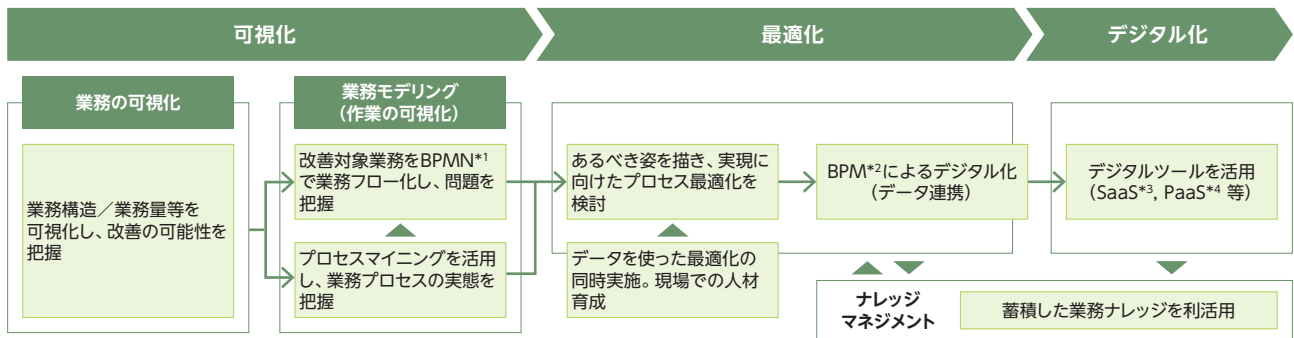 可視化
最適化
デジタル化
業務の可視化
業務構造／業務量等を
可視化し、改善の可能性を
把握
業務モデリング
（作業の可視化）
改善対象業務をBPMN*1
で業務フロー化し、問題を
把握
プロセスマイニングを活用
し、業務プロセスの実態を
把握
あるべき姿を描き、実現に
向けたプロセス最適化を
検討
データを使った最適化の
同時実施。現場での人材
育成
BPM*2によるデジタル化
（データ連携）
デジタルツールを活用
（SaaS*3, PaaS*4 等）
ナレッジ
マネジメント
蓄積した業務ナレッジを利活用